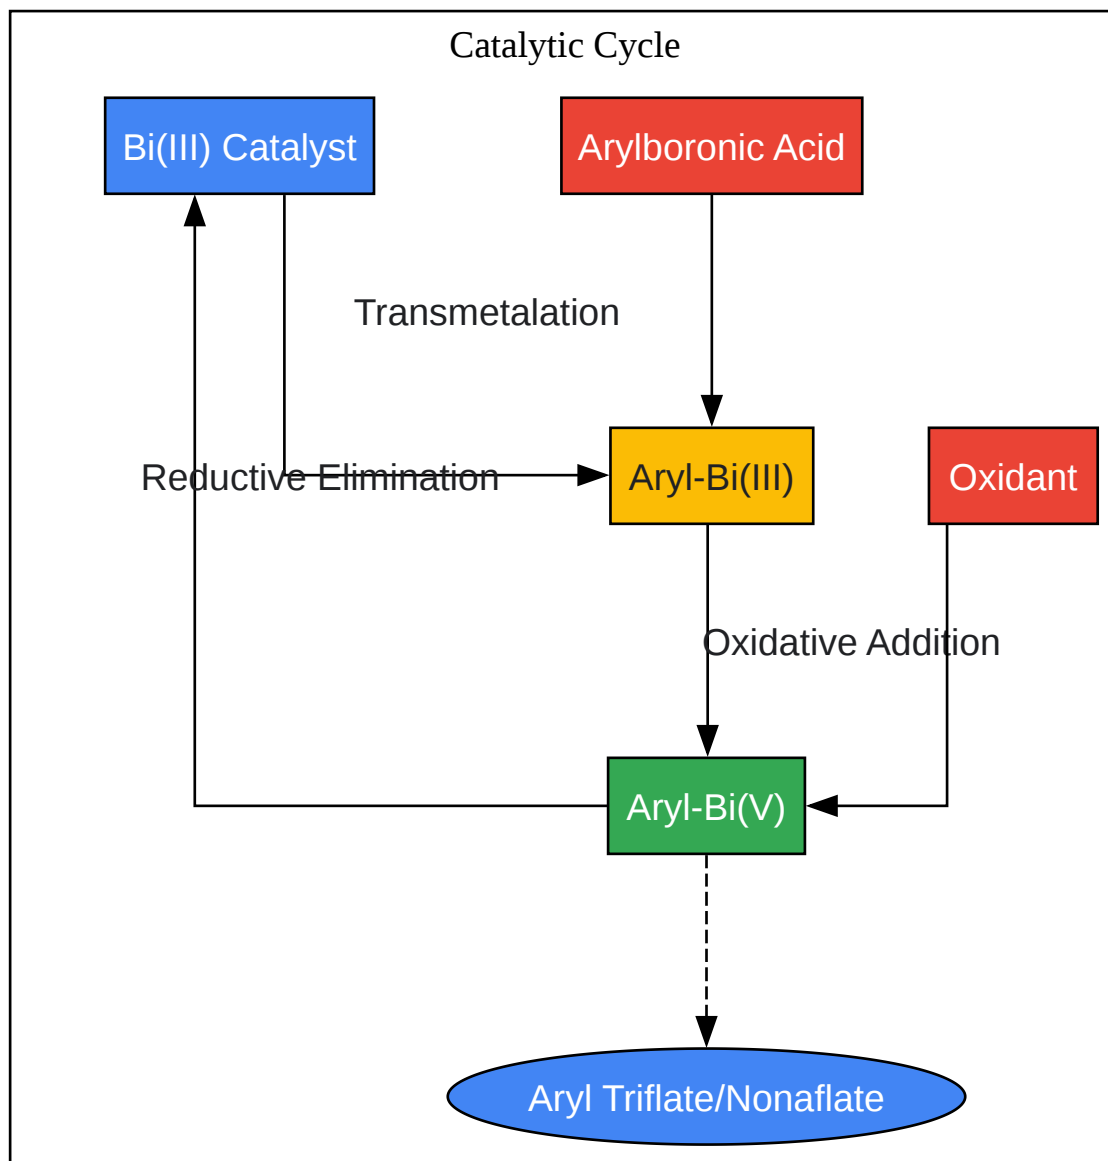 Catalytic Cycle
Bi(III) Catalyst
Arylboronic Acid
Transmetalation
Reductive Elimination
Aryl-Bi(III)
Oxidant
Oxidative Addition
Aryl-Bi(V)
Aryl Triflate/Nonaflate